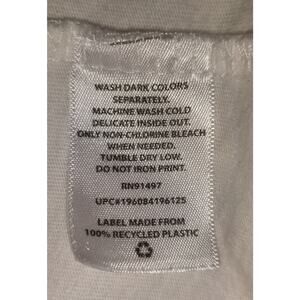 WASH DARK COLORS
SEPARATELY.
MACHINE WASH COLD
DELICATE INSIDE OUT.
ONLY NON-CHLORINE BLEACH
WHEN NEEDED.
TUMBLE DRY LOW.
DO NOT IRON PRINT.
RN91497
UPC#196084196125
LABEL MADE FROM
100% RECYCLED PLASTIC